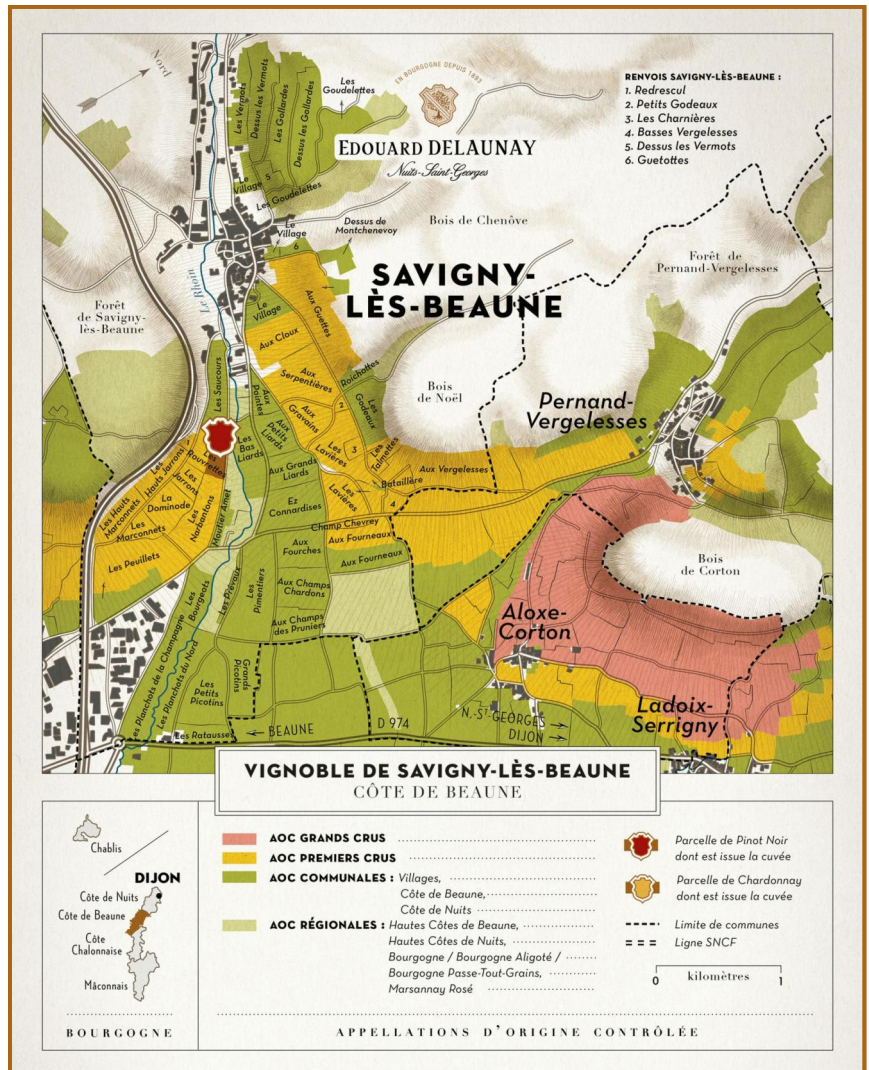 Nord
EN BOURGOGNE DEPUIS 1893
EDOUARD DELAUNAY
Nuits-Saint-Georges
RENVOIS SAVIGNY-LÈS-BEAUNE :
1. Redrescul
2. Petits Godeaux
3. Les Charnières
4. Basses Vergelesses
5. Dessus les Vermots
6. Guetottes
Les Vermots
Dessus les Vermots
Les Gollardes
Dessus les Gollardes
Les
Goudelettes
Le
Village
5
Les Goudelettes
Le
Village
6
Dessus de
Montchenevoy
Bois de Chenôve
Forêt de
Pernand-Vergelesses
SAVIGNY-
LÈS-BEAUNE
Le Rhoin
Forêt
de Savigny-
lès-Beaune
Le
Village
Aux Guettes
Aux Cloux
Aux
Serpentières
Roichottes
Bois
de Noël
Pernand-
Vergelesses
Les Saucours
Aux
Pointes
Aux
Gravains
2
Les
Godeaux
Aux
Petits
Liards
Les
Bas
Liards
Les
Lavières
3
Les
Talmettes
Aux Vergelesses
Bataillère
1
Les
Rouvrettes
Les
Hauts Jarrons
Les
Jarrons
La
Dominode
Les
Narbantons
Les Hauts
Marconnets
Les
Marconnets
Les Peuillets
Moutier Amet
Aux Grands
Liards
Les
Lavières
4
Ez
Connardises
Champ Chevrey
Aux Fourneaux
Aux
Fourches
Aux Fourneaux
Bois
de Corton
Les
Bourgeots
Les Prévaux
Les
Pimentiers
Aux Champs
Chardons
Aux Champs
des Pruniers
Aloxe-
Corton
Les Planchots de la Champagne
Les Planchots du Nord
Les
Petits
Picotins
Grands
Picotins
Les Ratausses
BEAUNE
D 974
N.-ST-GEORGES
DIJON
Ladoix-
Serrigny
VIGNOBLE DE SAVIGNY-LÈS-BEAUNE
CÔTE DE BEAUNE
Chablis
DIJON
Côte de Nuits
Côte de Beaune
Côte
Chalonnaise
Mâconnais
BOURGOGNE
AOC GRANDS CRUS
AOC PREMIERS CRUS
AOC COMMUNALES : Villages,
Côte de Beaune,
Côte de Nuits
AOC RÉGIONALES : Hautes Côtes de Beaune,
Hautes Côtes de Nuits,
Bourgogne / Bourgogne Aligoté /
Bourgogne Passe-Tout-Grains,
Marsannay Rosé
Parcelle de Pinot Noir
dont est issue la cuvée
Parcelle de Chardonnay
dont est issue la cuvée
Limite de communes
Ligne SNCF
kilomètres
0 1
APPELLATIONS D'ORIGINE CONTRÔLÉE